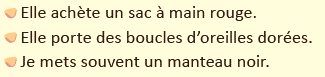 Elle achète un sac à main rouge.
Elle porte des boucles d’oreilles dorées.
Je mets souvent un manteau noir.